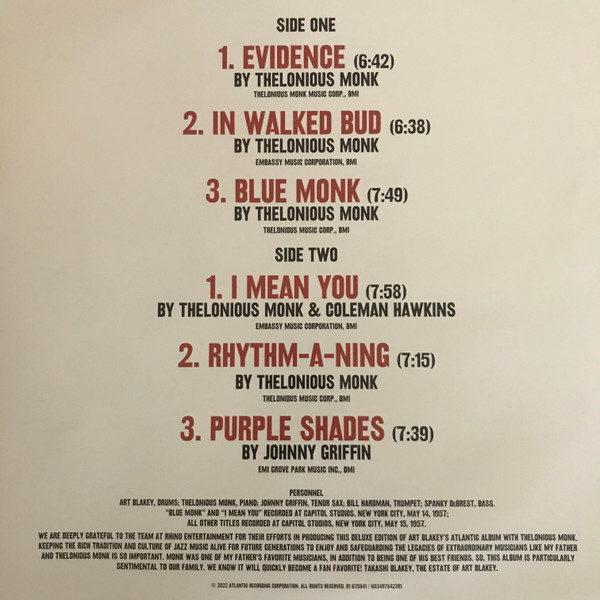 SIDE ONE
1. EVIDENCE (6:42)
BY THELONIOUS MONK
THELONIOUS MONK MUSIC CORP., BMI
2. IN WALKED BUD (6:38)
BY THELONIOUS MONK
EMBASSY MUSIC CORPORATION, BMI
3. BLUE MONK (7:49)
BY THELONIOUS MONK
THELONIOUS MUSIC CORP., BMI
SIDE TWO
1. I MEAN YOU (7:58)
BY THELONIOUS MONK & COLEMAN HAWKINS
EMBASSY MUSIC CORPORATION, BMI
2. RHYTHM-A-NING (7:15)
BY THELONIOUS MONK
THELONIOUS MUSIC CORP., BMI
3. PURPLE SHADES (7:39)
BY JOHNNY GRIFFIN
EMI GROVE PARK MUSIC INC., BMI
PERSONNEL
ART BLAKEY, DRUMS; THELONIOUS MONK, PIANO; JOHNNY GRIFFIN, TENOR SAX; BILL HARDMAN, TRUMPET; SPANKY DeBREST, BASS.
"BLUE MONK" AND "I MEAN YOU" RECORDED AT CAPITOL STUDIOS, NEW YORK CITY, MAY 14, 1957;
ALL OTHER TITLES RECORDED AT CAPITOL STUDIOS, NEW YORK CITY, MAY 15, 1957.
WE ARE DEEPLY GRATEFUL TO THE TEAM AT RHINO ENTERTAINMENT FOR THEIR EFFORTS IN PRODUCING THIS DELUXE EDITION OF ART BLAKEY'S ATLANTIC ALBUM WITH THELONIOUS MONK.
KEEPING THE RICH TRADITION AND CULTURE OF JAZZ MUSIC ALIVE FOR FUTURE GENERATIONS TO ENJOY AND SAFEGUARDING THE LEGACIES OF EXTRAORDINARY MUSICIANS LIKE MY FATHER
AND THELONIOUS MONK IS SO IMPORTANT. MONK WAS ONE OF MY FATHER'S FAVORITE MUSICIANS, IN ADDITION TO BEING ONE OF HIS BEST FRIENDS. SO, THIS ALBUM IS PARTICULARLY
SENTIMENTAL TO OUR FAMILY. WE KNOW IT WILL QUICKLY BECOME A FAN FAVORITE! TAKASHI BLAKEY, THE ESTATE OF ART BLAKEY.
© 2022 ATLANTIC RECORDING CORPORATION. ALL RIGHTS RESERVED.